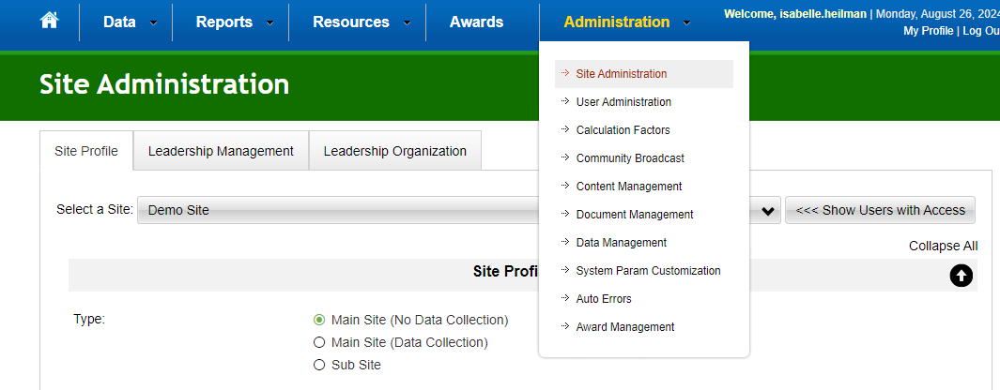 Data Reports Resources Awards Administration
Welcome, isabelle.heilman | Monday, August 26, 2024
My Profile | Log Ou
Site Administration
Site Administration
User Administration
Calculation Factors
Community Broadcast
Content Management
Document Management
Data Management
System Param Customization
Auto Errors
Award Management
Site Profile Leadership Management Leadership Organization
Select a Site: Demo Site <<< Show Users with Access
Collapse All
Site Profi
Type: Main Site (No Data Collection)
Main Site (Data Collection)
Sub Site